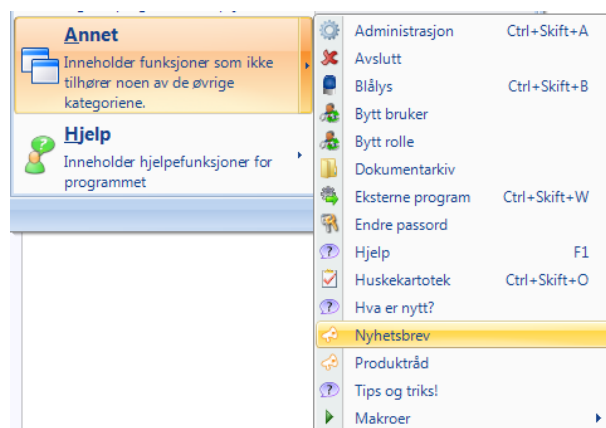 Annet
Inneholder funksjoner som ikke
tilhører noen av de øvrige
kategoriene.
Hjelp
Inneholder hjelpefunksjoner for
programmet
Administrasjon Ctrl+Skift+A
Avslutt
Blålys Ctrl+Skift+B
Bytt bruker
Bytt rolle
Dokumentarkiv
Eksterne program Ctrl+Skift+W
Endre passord
Hjelp F1
Huskekartotek Ctrl+Skift+O
Hva er nytt?
Nyhetsbrev
Produktråd
Tips og triks!
Makroer